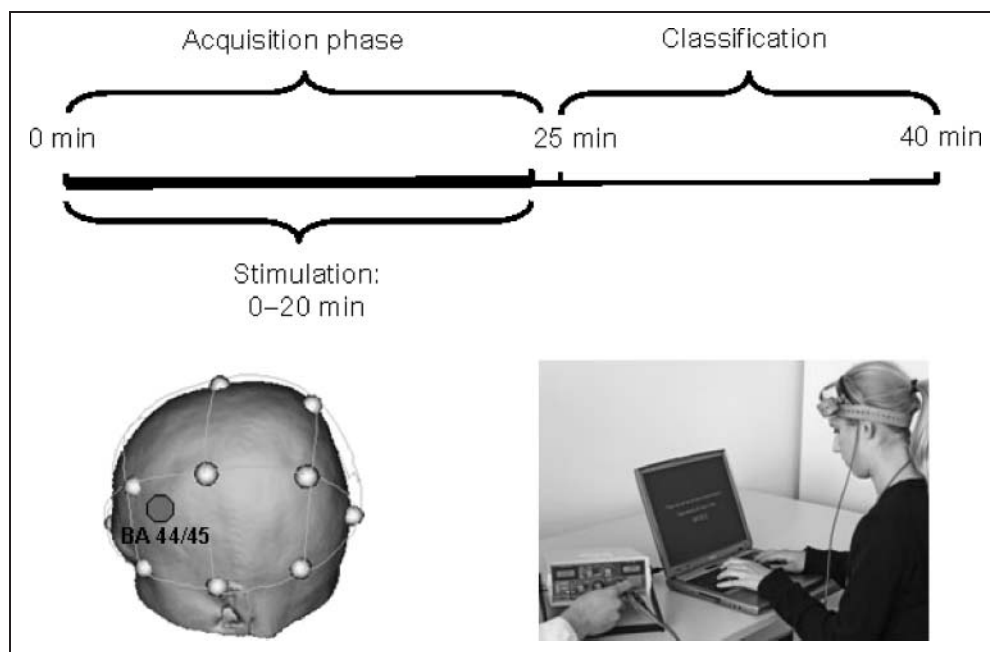 Acquisition phase
Classification
0 min
25 min
40 min
Stimulation:
0–20 min
BA 44/45